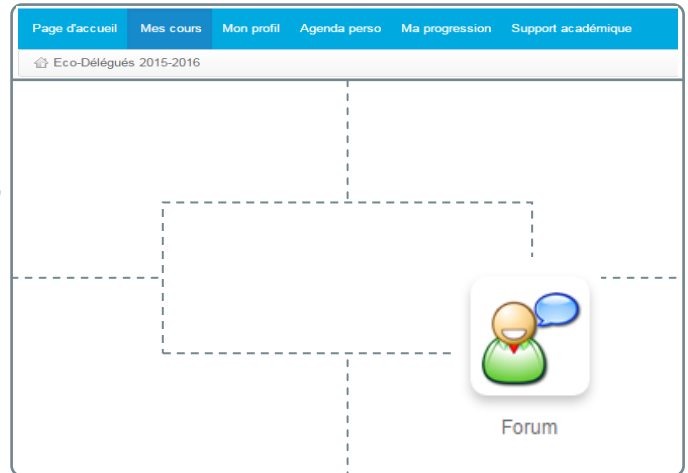 Page d'accueil Mes cours Mon profil Agenda perso Ma progression Support académique
Eco-Délégués 2015-2016
Forum